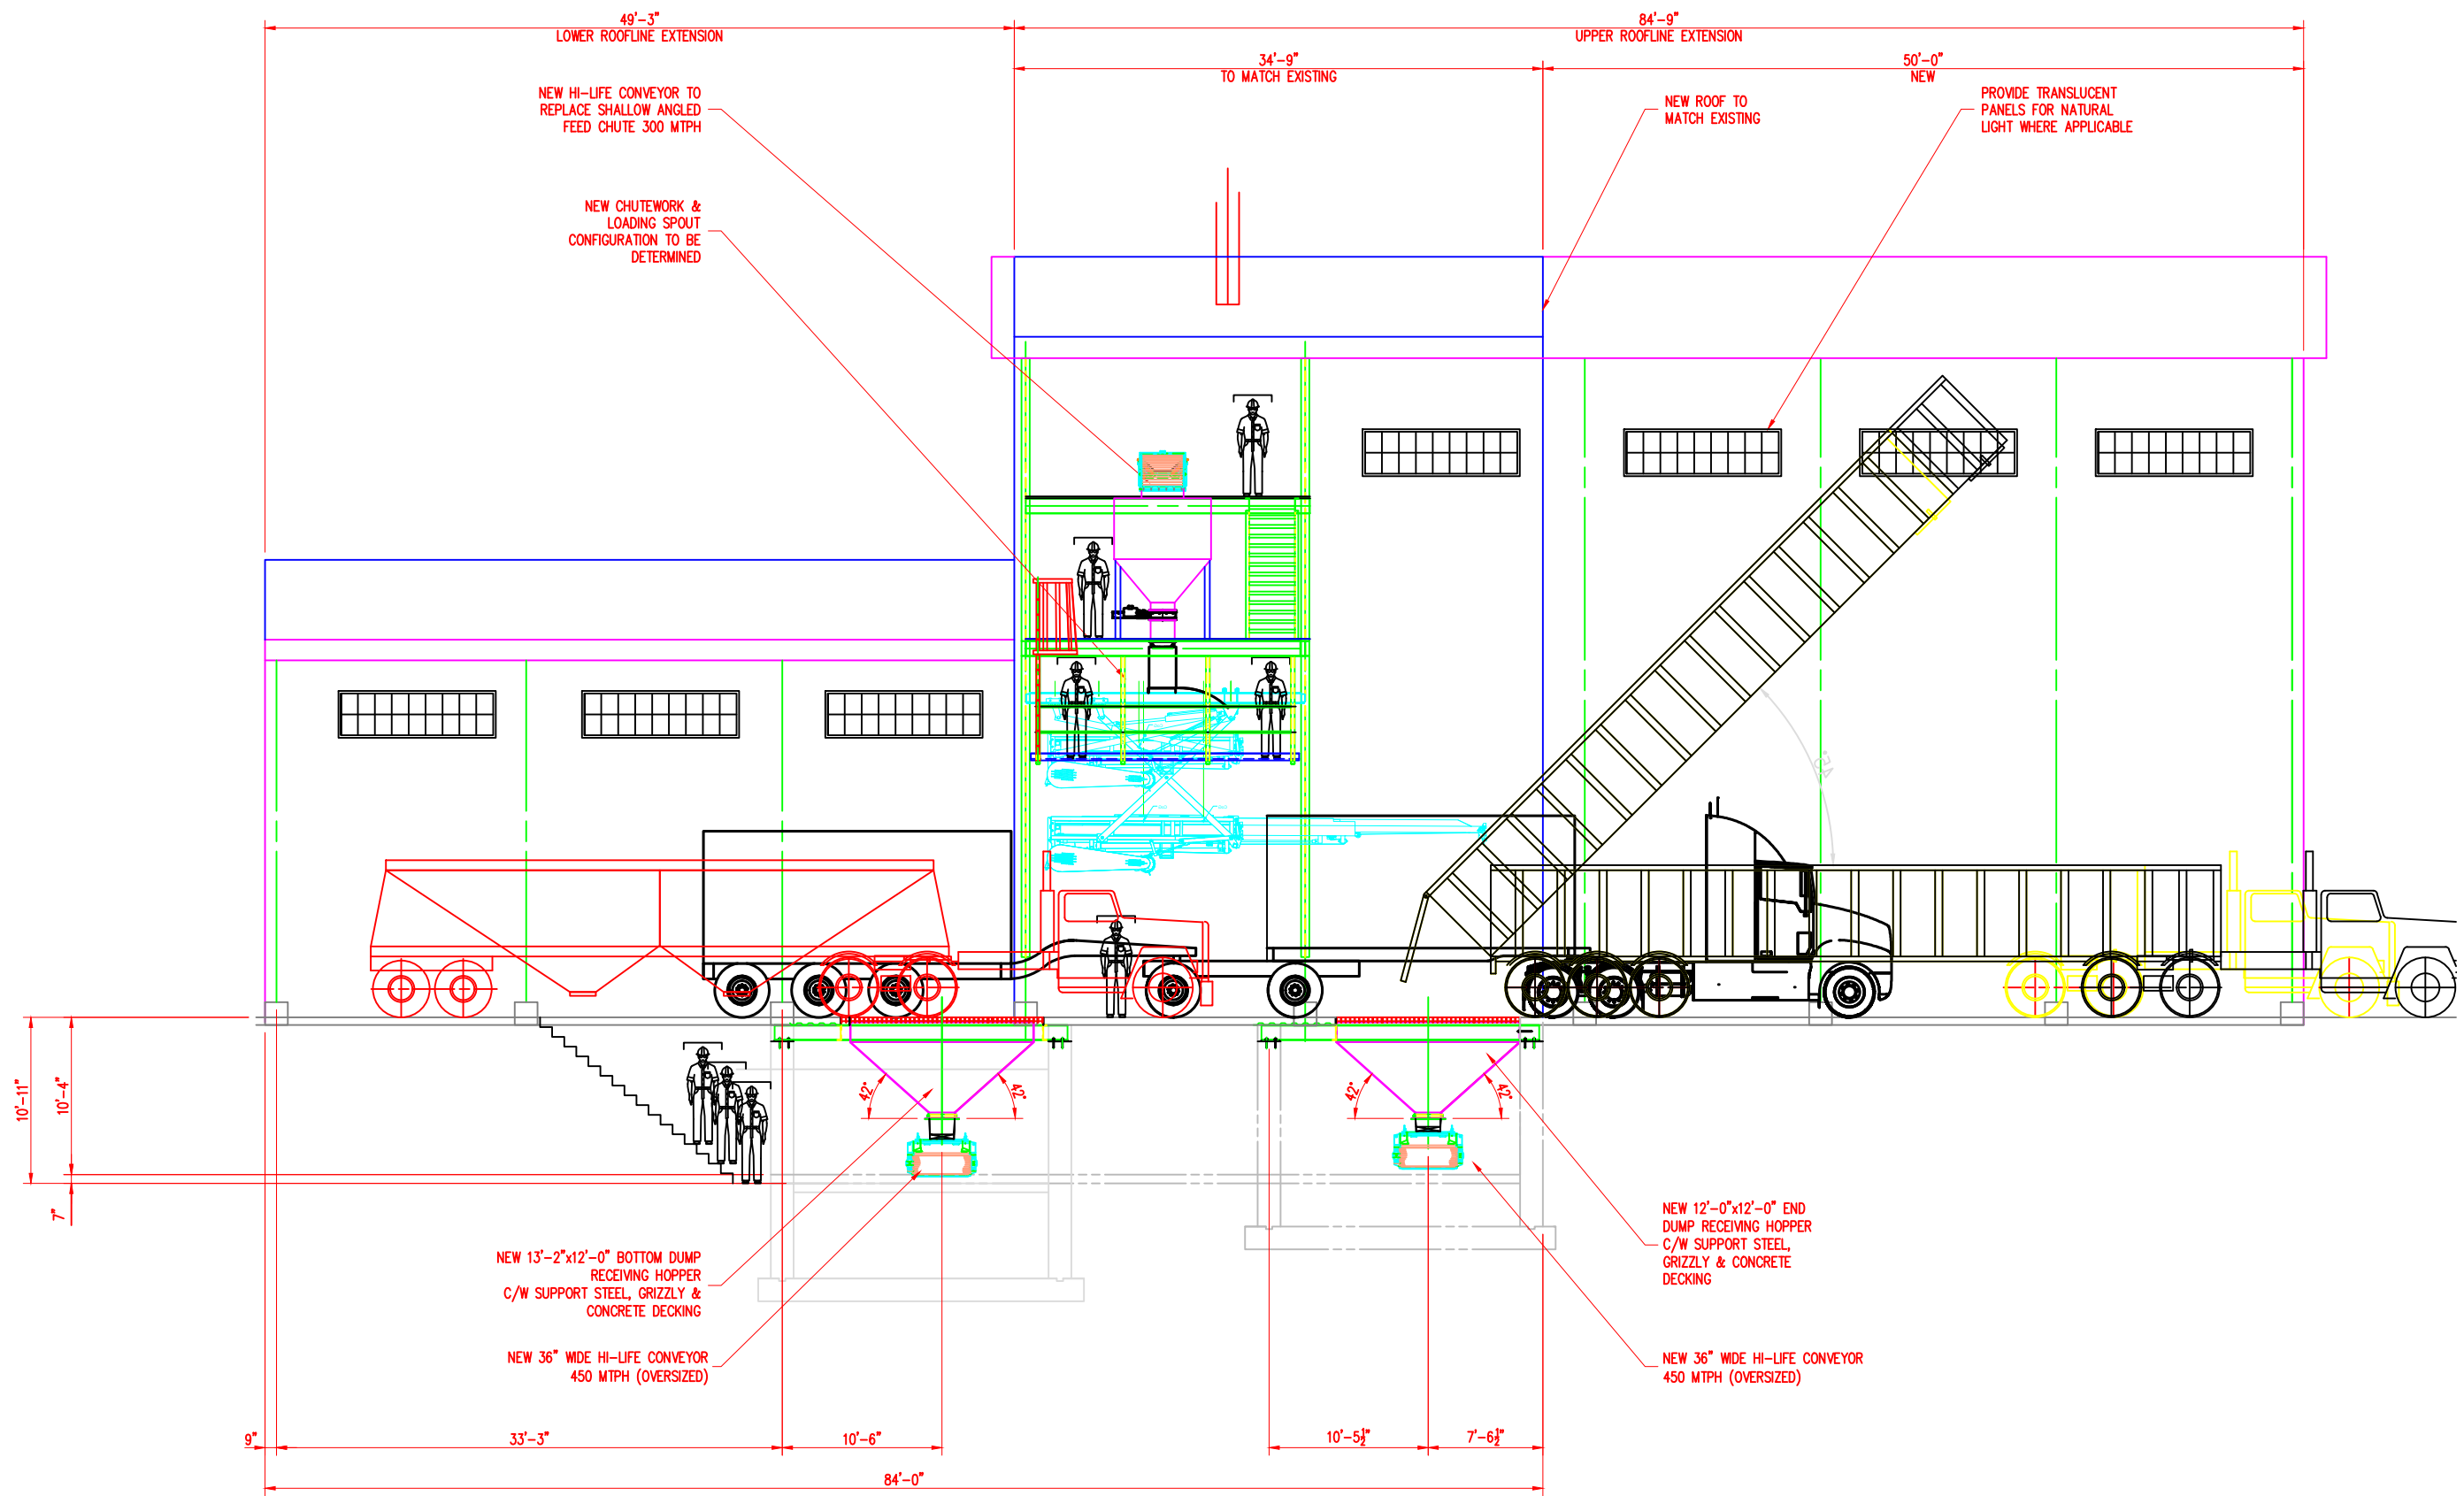 49'-3"
LOWER ROOFLINE EXTENSION
84'-9"
UPPER ROOFLINE EXTENSION
34'-9"
TO MATCH EXISTING
50'-0"
NEW
NEW HI-LIFE CONVEYOR TO
REPLACE SHALLOW ANGLED
FEED CHUTE 300 MTPH
NEW ROOF TO
MATCH EXISTING
PROVIDE TRANSLUCENT
PANELS FOR NATURAL
LIGHT WHERE APPLICABLE
NEW CHUTEWORK &
LOADING SPOUT
CONFIGURATION TO BE
DETERMINED
45°
10'-11"
10'-4"
7"
42°
42°
42°
42°
NEW 13'-2"x12'-0" BOTTOM DUMP
RECEIVING HOPPER
C/W SUPPORT STEEL, GRIZZLY &
CONCRETE DECKING
NEW 12'-0"x12'-0" END
DUMP RECEIVING HOPPER
C/W SUPPORT STEEL,
GRIZZLY & CONCRETE
DECKING
NEW 36" WIDE HI-LIFE CONVEYOR
450 MTPH (OVERSIZED)
NEW 36" WIDE HI-LIFE CONVEYOR
450 MTPH (OVERSIZED)
9"
33'-3"
10'-6"
10'-5½"
7'-6½"
84'-0"